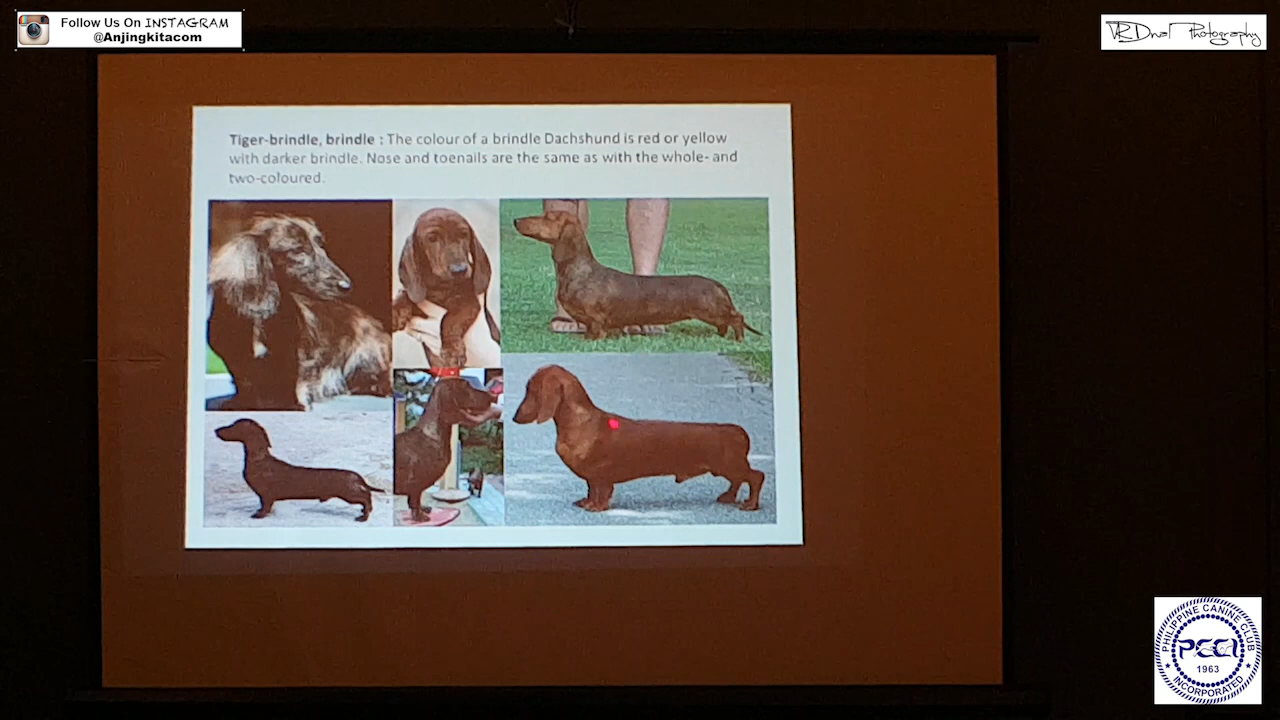 Follow Us On INSTAGRAM
@Anjingkitacom
VRDwal Photography
Tiger-brindle, brindle : The colour of a brindle Dachshund is red or yellow
with darker brindle. Nose and toenails are the same as with the whole- and
two-coloured.
PHILIPPINE CANINE CLUB
PCCI
1963
INCORPORATED